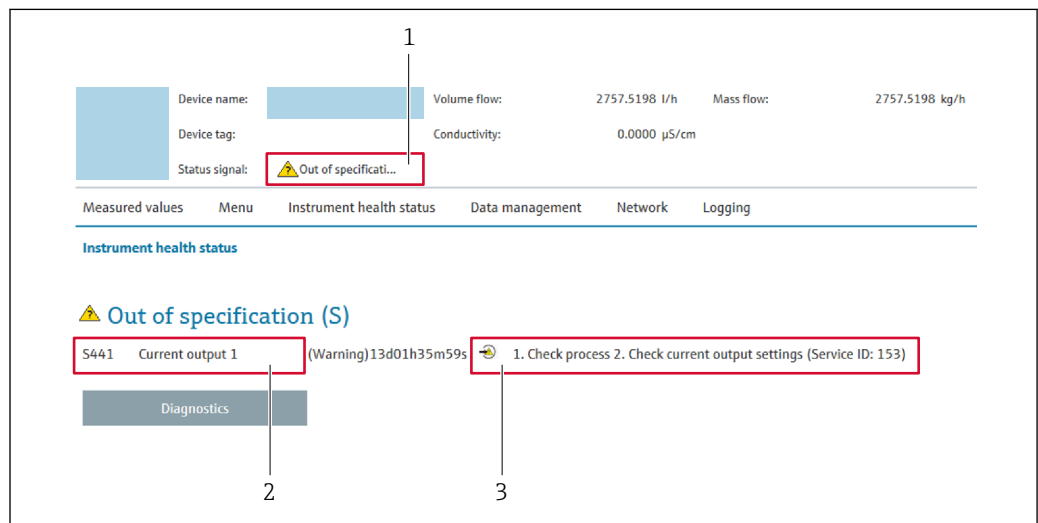 1
Device name: Volume flow: 2757.5198 l/h Mass flow: 2757.5198 kg/h
Device tag: Conductivity: 0.0000 µS/cm
Status signal: Out of specificati...
Measured values Menu Instrument health status Data management Network Logging
Instrument health status
Out of specification (S)
S441 Current output 1 (Warning)13d01h35m59s 1. Check process 2. Check current output settings (Service ID: 153)
Diagnostics
2 3